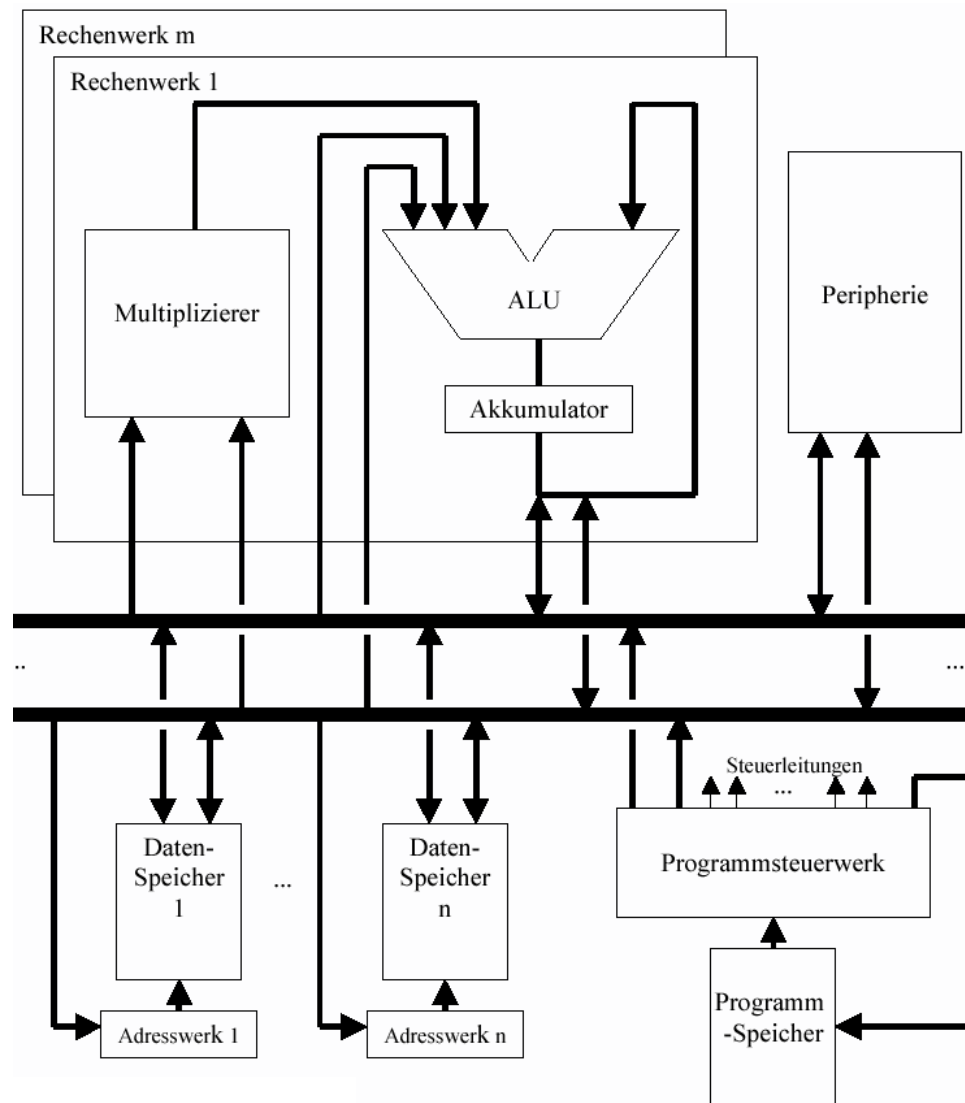 Rechenwerk m
Rechenwerk 1
Multiplizierer
ALU
Akkumulator
Peripherie
..
...
Steuerleitungen
...
Daten-
Speicher
1
...
Daten-
Speicher
n
Programmsteuerwerk
Adresswerk 1
Adresswerk n
Programm
-Speicher